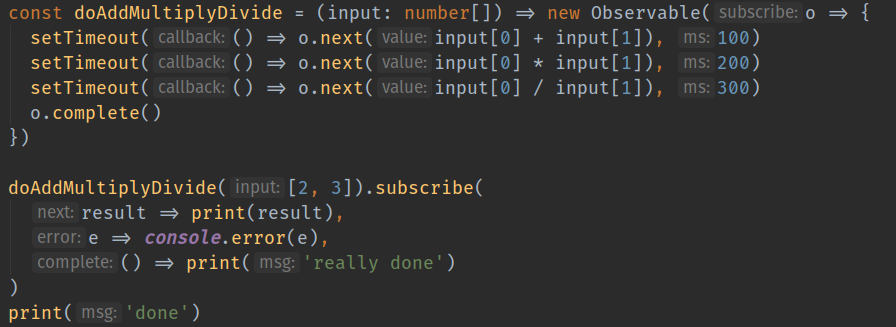 const doAddMultiplyDivide = (input: number[]) => new Observable( subscribe: o => {
setTimeout( callback: () => o.next( value: input[0] + input[1]), ms: 100)
setTimeout( callback: () => o.next( value: input[0] * input[1]), ms: 200)
setTimeout( callback: () => o.next( value: input[0] / input[1]), ms: 300)
o.complete()
})
doAddMultiplyDivide( input: [2, 3]).subscribe(
next: result => print(result),
error: e => console.error(e),
complete: () => print( msg: 'really done')
)
print( msg: 'done')